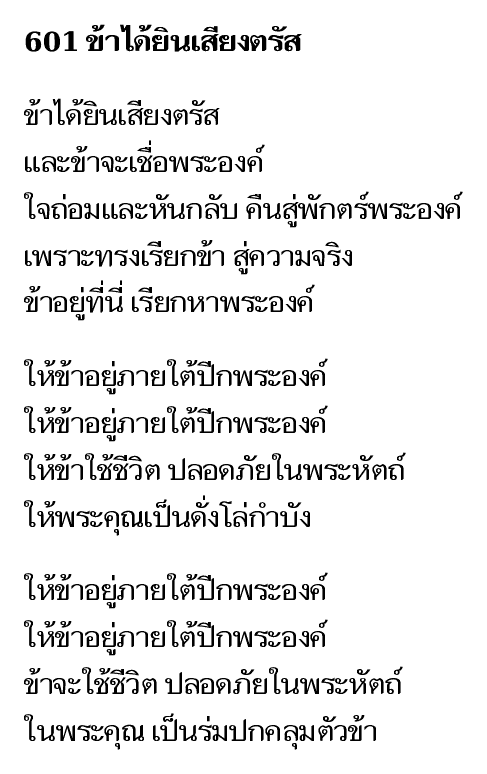 601 ข้าได้ยินเสียงตรัส
ข้าได้ยินเสียงตรัส
และข้าจะเชื่อพระองค์
ใจถ่อมและหันกลับ คืนสู่พักตร์พระองค์
เพราะทรงเรียกข้า สู่ความจริง
ข้าอยู่ที่นี่ เรียกหาพระองค์
ให้ข้าอยู่ภายใต้ปีกพระองค์
ให้ข้าอยู่ภายใต้ปีกพระองค์
ให้ข้าใช้ชีวิต ปลอดภัยในพระหัตถ์
ให้พระคุณเป็นดั่งโล่กำบัง
ให้ข้าอยู่ภายใต้ปีกพระองค์
ให้ข้าอยู่ภายใต้ปีกพระองค์
ข้าจะใช้ชีวิต ปลอดภัยในพระหัตถ์
ในพระคุณ เป็นร่มปกคลุมตัวข้า